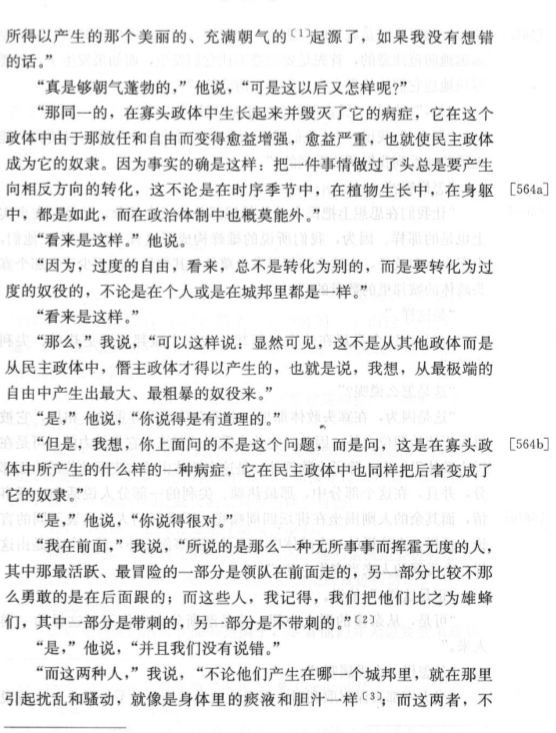 所得以产生的那个美丽的、充满朝气的〔1〕起源了，如果我没有想错
的话。”
“真是够朝气蓬勃的，”他说，“可是这以后又怎样呢？”
“那同一的，在寡头政体中生长起来并毁灭了它的病症，它在这个
政体中由于那放任和自由而变得愈益增强，愈益严重，也就使民主政体
成为它的奴隶。因为事实的确是这样：把一件事情做过了头总是要产生
向相反方向的转化，这不论是在时序季节中，在植物生长中，在身躯 [564a]
中，都是如此，而在政治体制中也概莫能外。”
“看来是这样。”他说。
“因为，过度的自由，看来，总不是转化为别的，而是要转化为过
度的奴役的，不论是在个人或是在城邦里都是一样。”
“看来是这样。”
“那么，”我说，“可以这样说：显然可见，这不是从其他政体而是
从民主政体中，僭主政体才得以产生的，也就是说，我想，从最极端的
自由中产生出最大、最粗暴的奴役来。”
“是，”他说，“你说得是有道理的。”
“但是，我想，你上面问的不是这个问题，而是问，这是在寡头政 [564b]
体中所产生的什么样的一种病症，它在民主政体中也同样把后者变成了
它的奴隶。”
“是，”他说，“你说得很对。”
“我在前面，”我说，“所说的是那么一种无所事事而挥霍无度的人，
其中那最活跃、最冒险的一部分是领队在前面走的，另一部分比较不那
么勇敢的是在后面跟的；而这些人，我记得，我们把他们比之为雄蜂
们，其中一部分是带刺的，另一部分是不带刺的。”〔2〕
“是，”他说，“并且我们没有说错。”
“而这两种人，”我说，“不论他们产生在哪一个城邦里，就在那里
引起扰乱和骚动，就像是身体里的痰液和胆汁一样〔3〕；而这两者，不